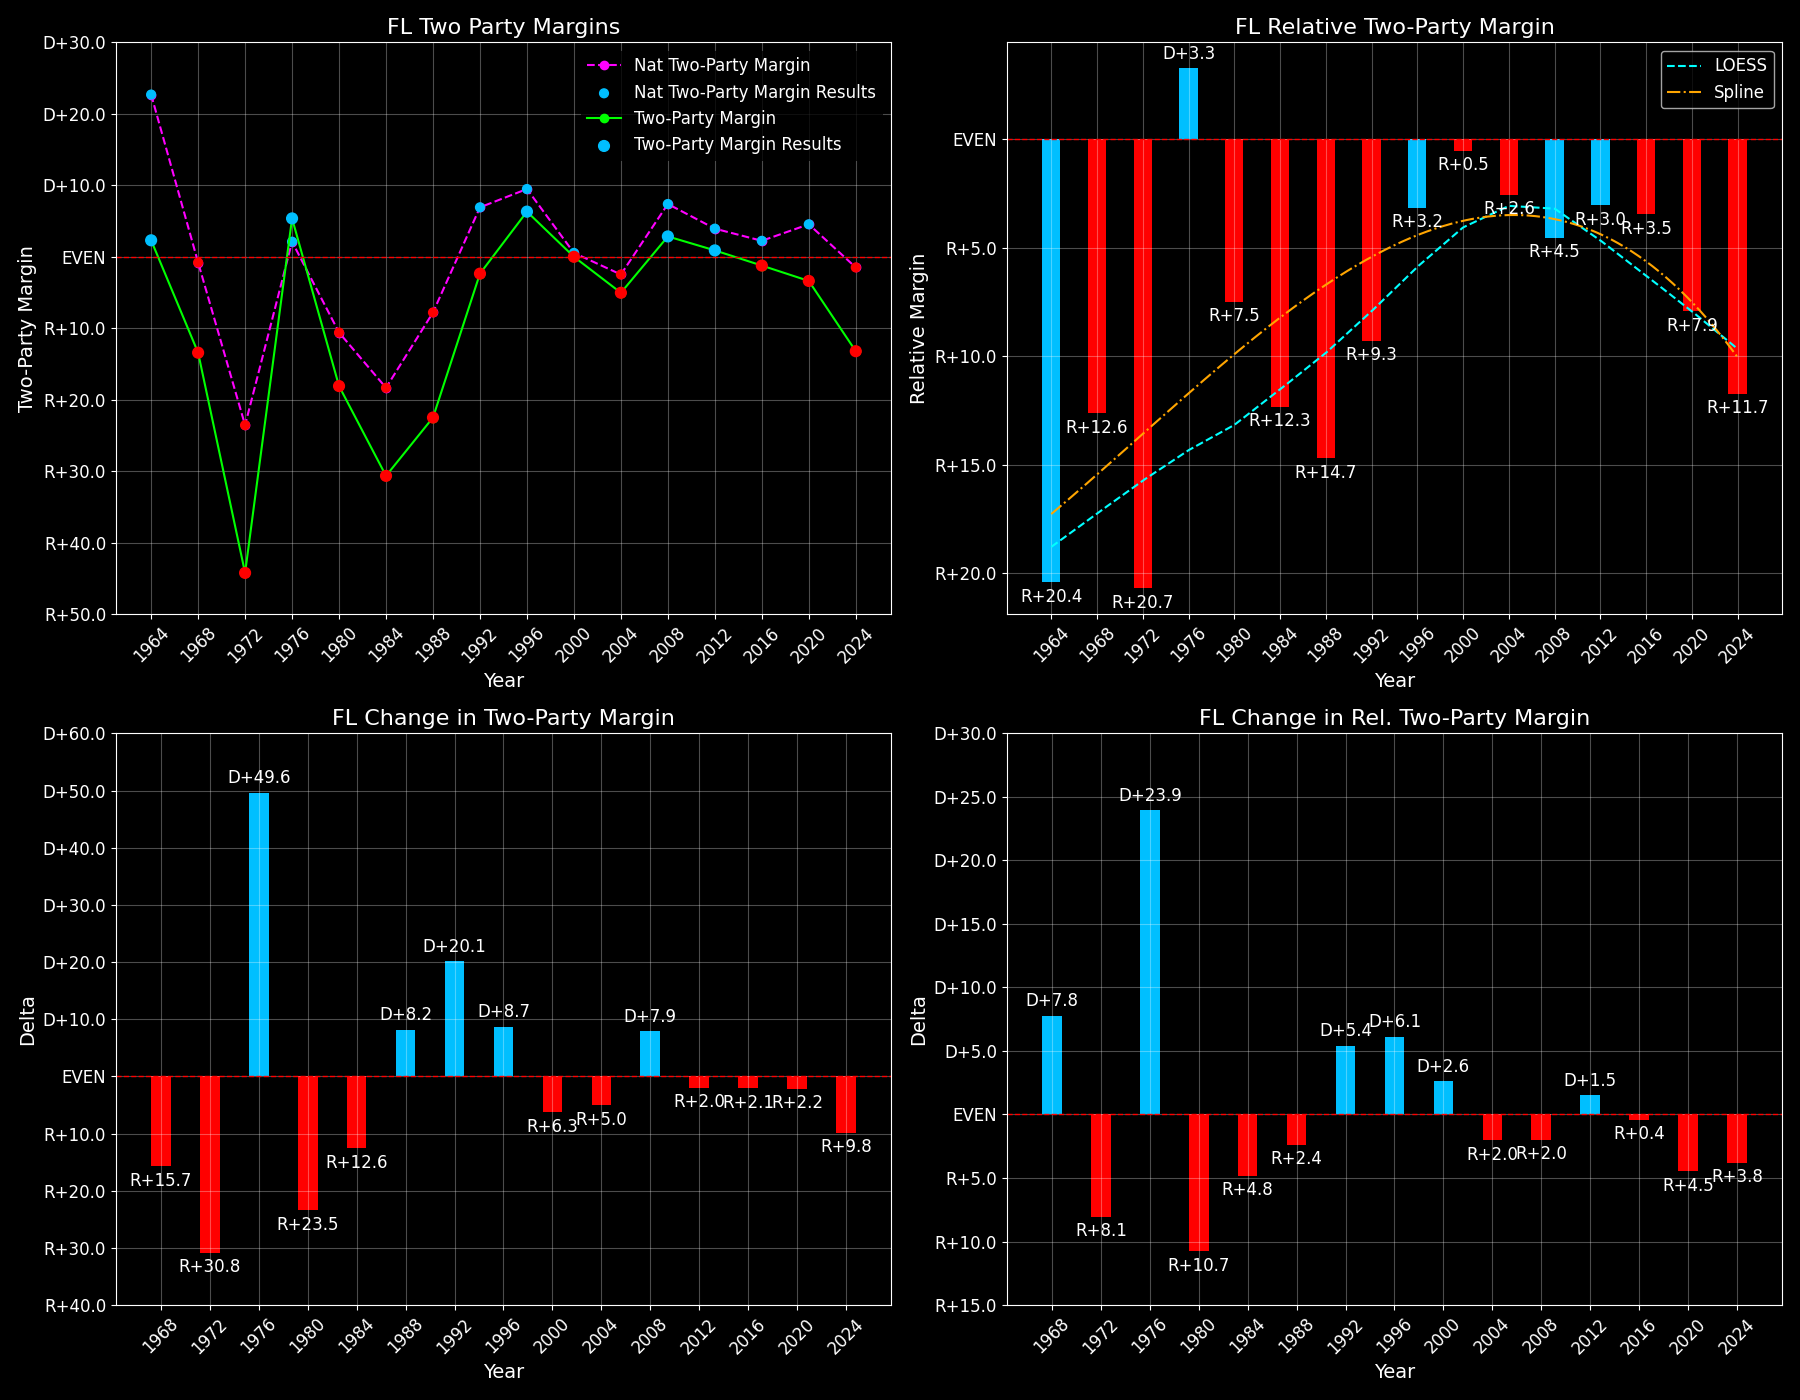 FL Two Party Margins
D+30.0
D+20.0
D+10.0
EVEN
R+10.0
R+20.0
R+30.0
R+40.0
R+50.0
Two-Party Margin
Nat Two-Party Margin
Nat Two-Party Margin Results
Two-Party Margin
Two-Party Margin Results
1964
1968
1972
1976
1980
1984
1988
1992
1996
2000
2004
2008
2012
2016
2020
2024
Year
FL Relative Two-Party Margin
EVEN
R+5.0
R+10.0
R+15.0
R+20.0
Relative Margin
LOESS
Spline
R+20.4
R+12.6
R+20.7
D+3.3
R+7.5
R+12.3
R+14.7
R+9.3
R+3.2
R+0.5
R+2.6
R+4.5
R+3.0
R+3.5
R+7.9
R+11.7
1964
1968
1972
1976
1980
1984
1988
1992
1996
2000
2004
2008
2012
2016
2020
2024
Year
FL Change in Two-Party Margin
D+60.0
D+50.0
D+40.0
D+30.0
D+20.0
D+10.0
EVEN
R+10.0
R+20.0
R+30.0
R+40.0
Delta
R+15.7
R+30.8
D+49.6
R+23.5
R+12.6
D+8.2
D+20.1
D+8.7
R+6.3
R+5.0
D+7.9
R+2.0
R+2.1
R+2.2
R+9.8
1968
1972
1976
1980
1984
1988
1992
1996
2000
2004
2008
2012
2016
2020
2024
Year
FL Change in Rel. Two-Party Margin
D+30.0
D+25.0
D+20.0
D+15.0
D+10.0
D+5.0
EVEN
R+5.0
R+10.0
R+15.0
Delta
D+7.8
R+8.1
D+23.9
R+10.7
R+4.8
R+2.4
D+5.4
D+6.1
D+2.6
R+2.0
R+2.0
D+1.5
R+0.4
R+4.5
R+3.8
1968
1972
1976
1980
1984
1988
1992
1996
2000
2004
2008
2012
2016
2020
2024
Year